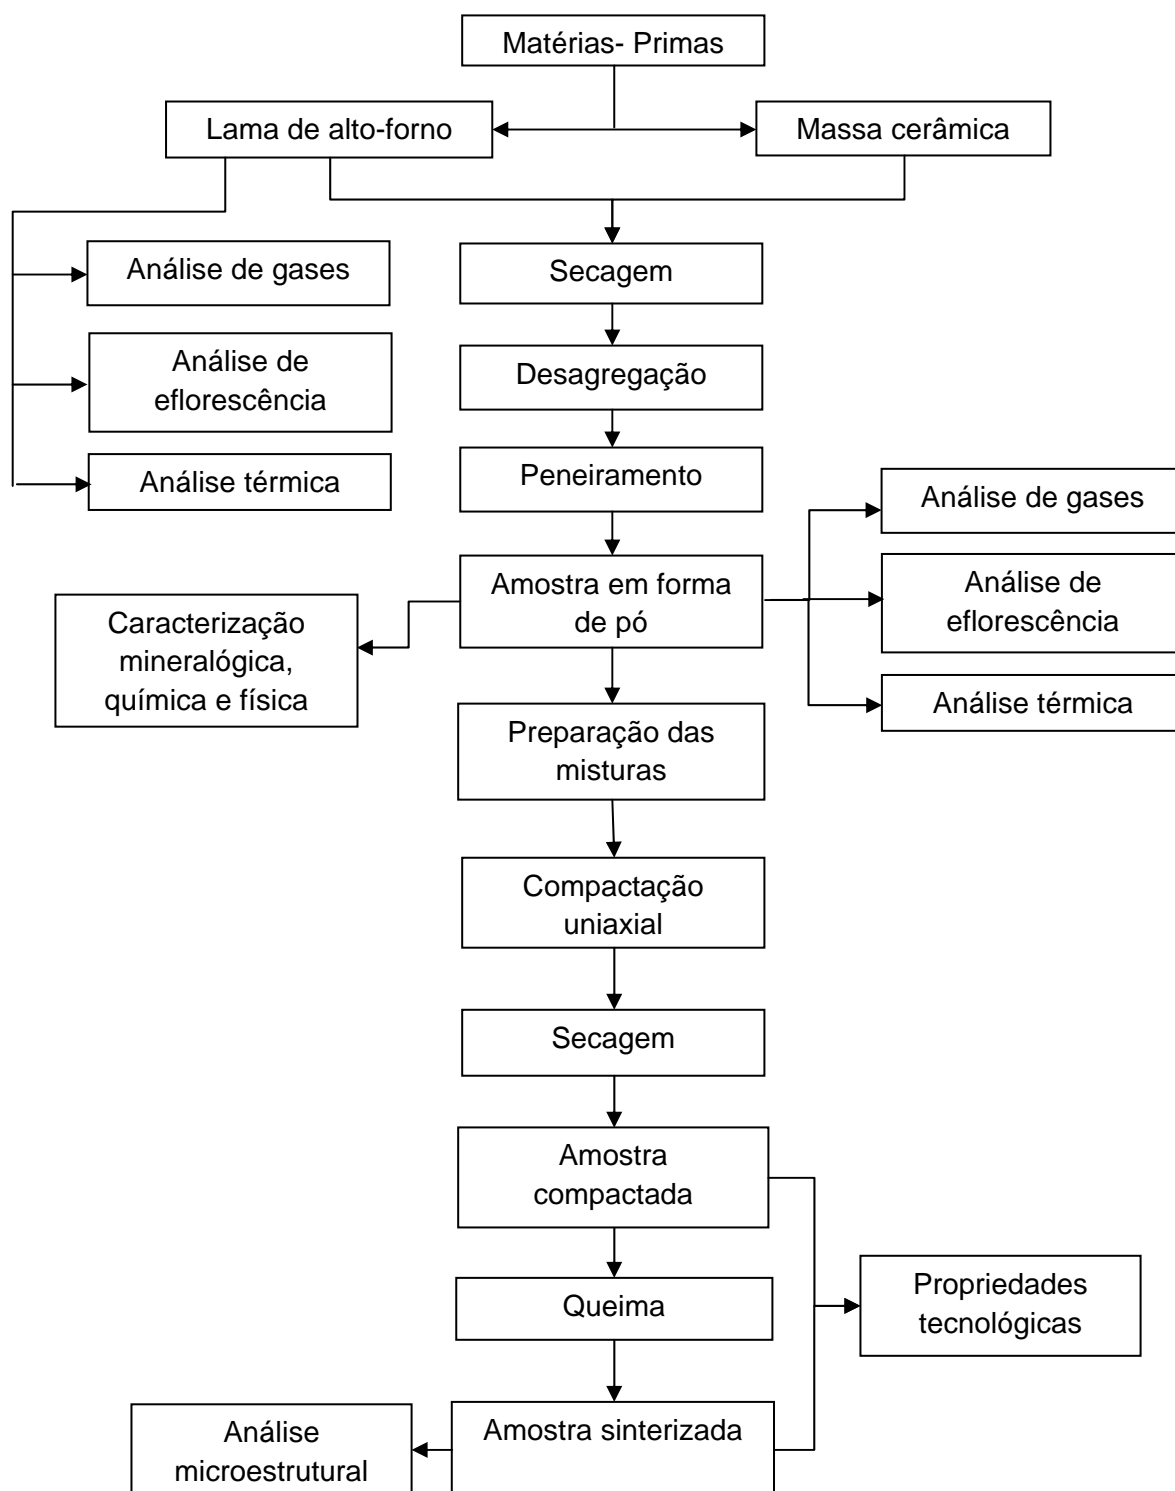 Matérias- Primas
Lama de alto-forno
Massa cerâmica
Secagem
Análise de gases
Desagregação
Análise de
eflorescência
Peneiramento
Análise térmica
Análise de gases
Amostra em forma
de pó
Análise de
eflorescência
Caracterização
mineralógica,
química e física
Análise térmica
Preparação das
misturas
Compactação
uniaxial
Secagem
Amostra
compactada
Queima
Propriedades
tecnológicas
Amostra sinterizada
Análise
microestrutural